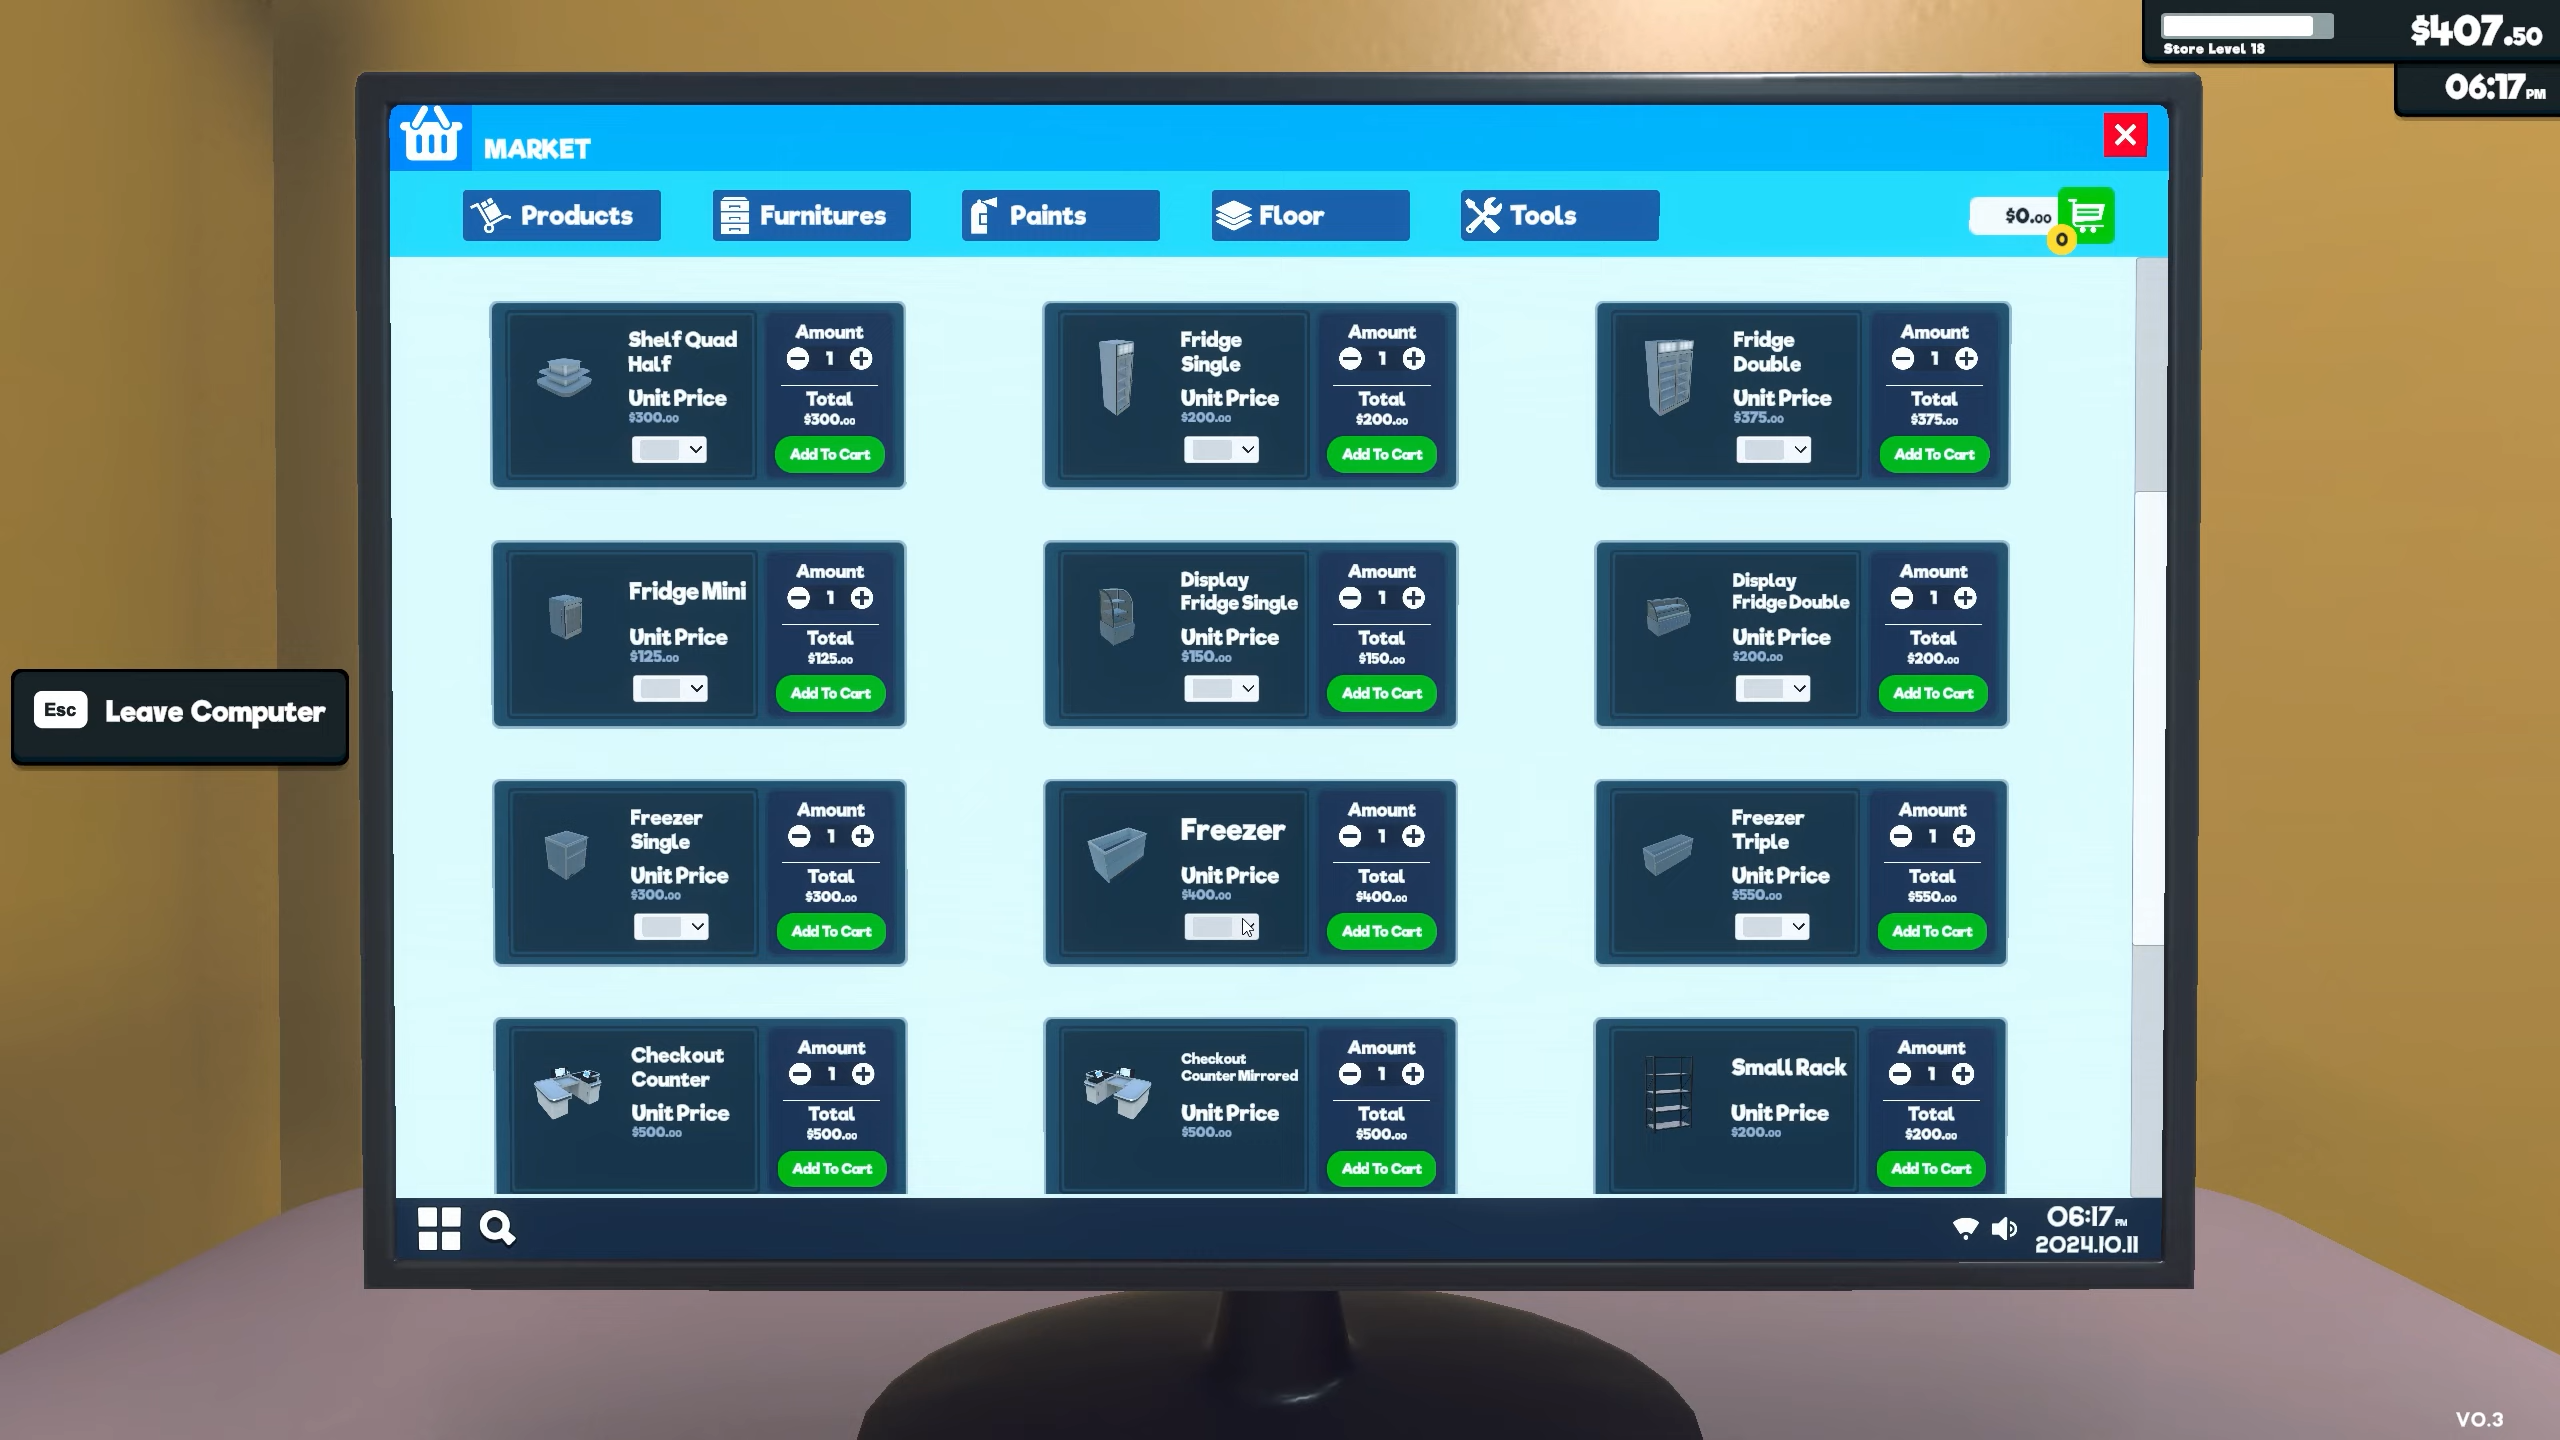 $407.50
Store Level 18
06:17 PM
MARKET
Products
Furnitures
Paints
Floor
Tools
$0.00
0
Shelf Quad
Half
Unit Price
$300.00
Amount
1
Total
$300.00
Add To Cart
Fridge
Single
Unit Price
$200.00
Amount
1
Total
$200.00
Add To Cart
Fridge
Double
Unit Price
$375.00
Amount
1
Total
$375.00
Add To Cart
Fridge Mini
Unit Price
$125.00
Amount
1
Total
$125.00
Add To Cart
Display
Fridge Single
Unit Price
$150.00
Amount
1
Total
$150.00
Add To Cart
Display
Fridge Double
Unit Price
$200.00
Amount
1
Total
$200.00
Add To Cart
Esc Leave Computer
Freezer
Single
Unit Price
$300.00
Amount
1
Total
$300.00
Add To Cart
Freezer
Unit Price
$400.00
Amount
1
Total
$400.00
Add To Cart
Freezer
Triple
Unit Price
$550.00
Amount
1
Total
$550.00
Add To Cart
Checkout
Counter
Unit Price
$500.00
Amount
1
Total
$500.00
Add To Cart
Checkout
Counter Mirrored
Unit Price
$500.00
Amount
1
Total
$500.00
Add To Cart
Small Rack
Unit Price
$200.00
Amount
1
Total
$200.00
Add To Cart
06:17 PM
2024.10.11
V0.3